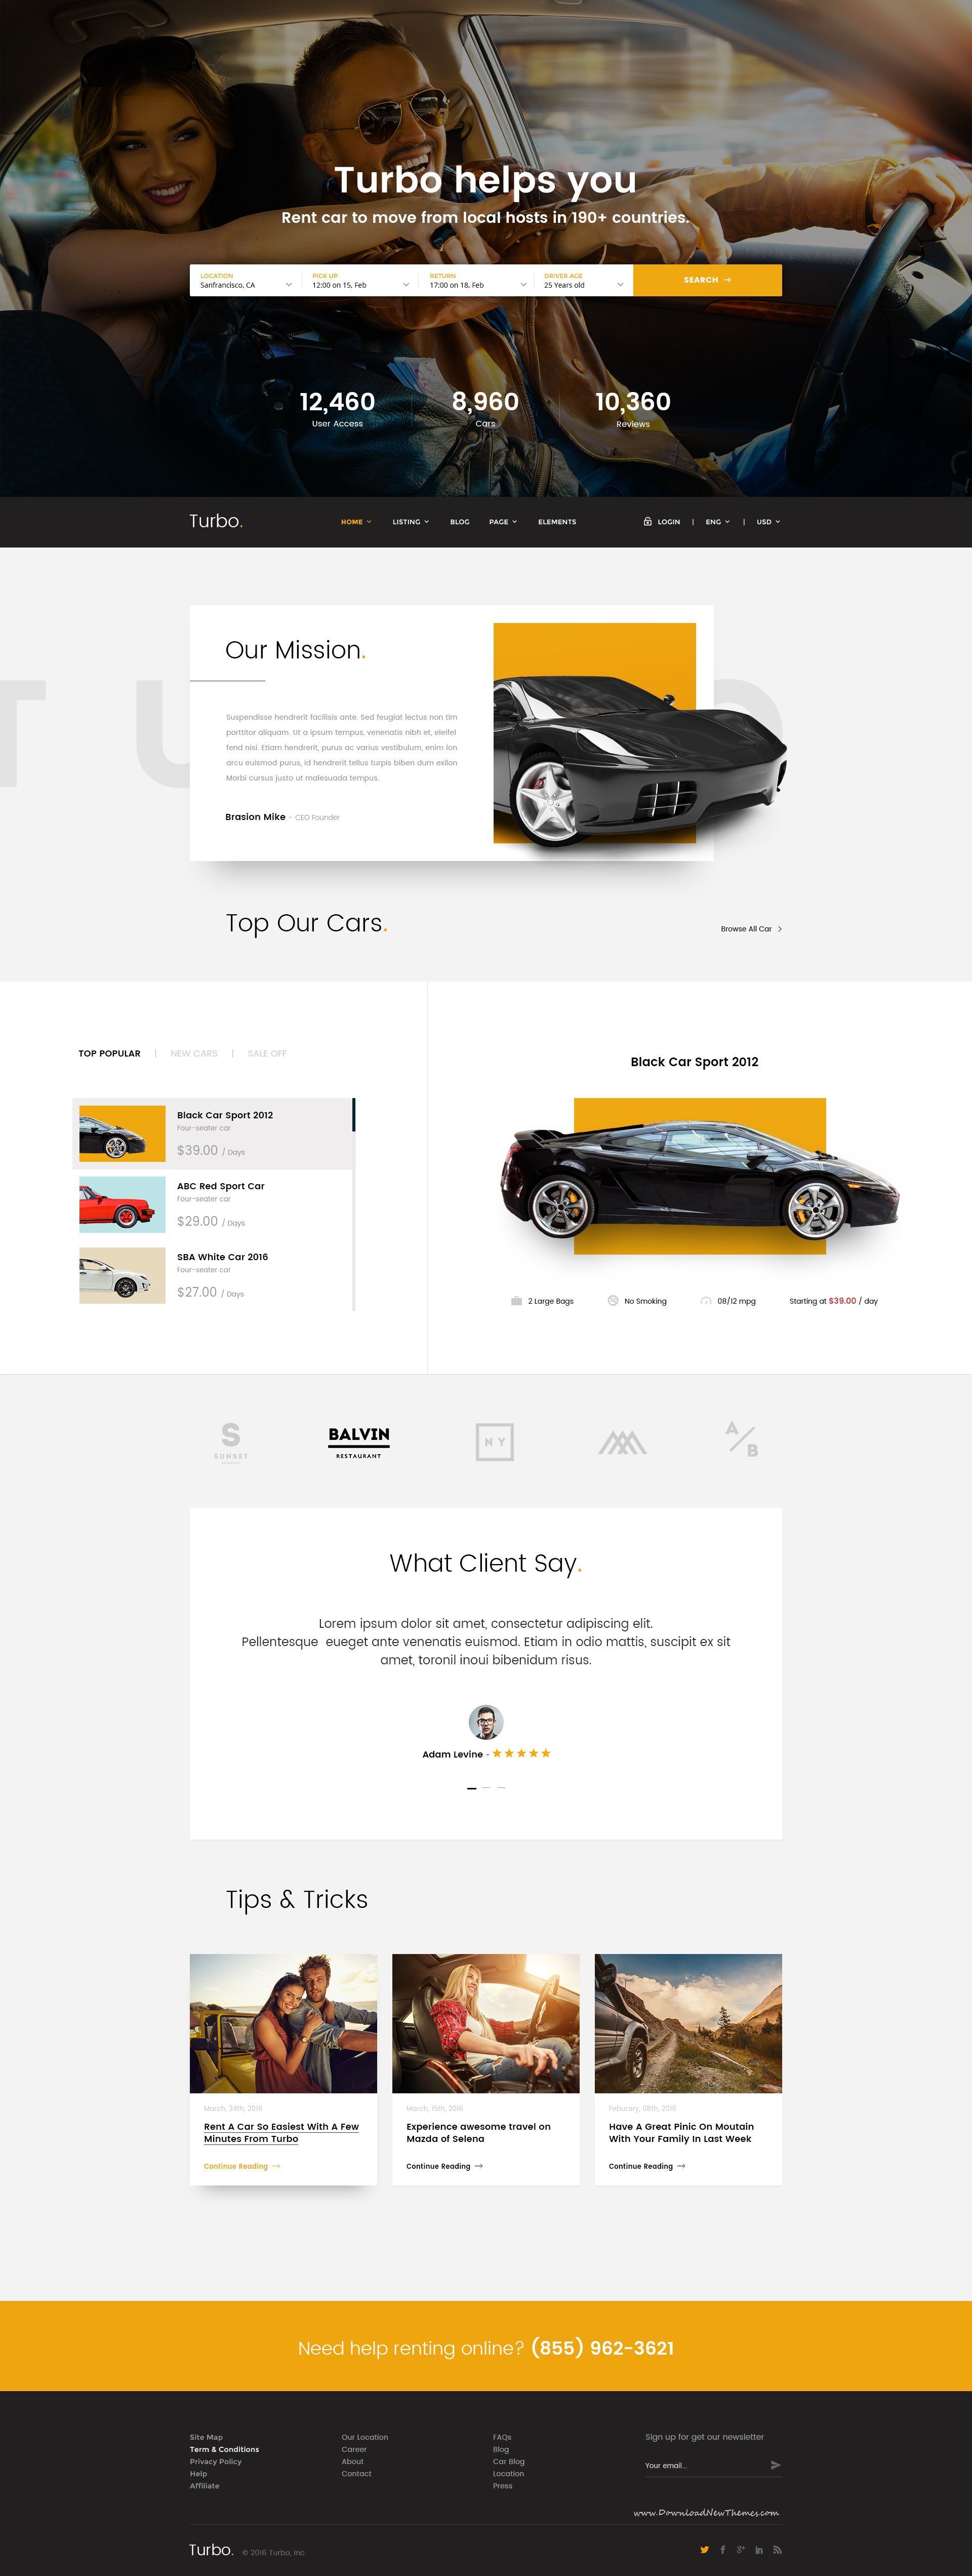 Turbo helps you
Rent car to move from local hosts in 190+ countries.
LOCATION PICK UP RETURN DRIVER AGE
Sanfrancisco, CA 12:00 on 15, Feb 17:00 on 18, Feb 25 Years old
SEARCH →
12,460 8,960 10,360
User Access Cars Reviews
Turbo. HOME LISTING BLOG PAGE ELEMENTS LOGIN | ENG | USD
T U O
Our Mission.
Suspendisse hendrerit facilisis ante. Sed feugiat lectus non tim
porttitor aliquam. Ut a ipsum tempus, venenatis nibh et, eleifel
fend nisl. Etiam hendrerit, purus ac varius vestibulum, enim lon
arcu euismod purus, id hendrerit tellus turpis biben dum exilon
Morbi cursus justo ut malesuada tempus.
Brasion Mike - CEO Founder
Top Our Cars.
Browse All Car >
TOP POPULAR | NEW CARS | SALE OFF
Black Car Sport 2012
Four-seater car
$39.00 / Days
ABC Red Sport Car
Four-seater car
$29.00 / Days
SBA White Car 2016
Four-seater car
$27.00 / Days
Black Car Sport 2012
2 Large Bags No Smoking 08/12 mpg Starting at $39.00 / day
S
SUNSET
BALVIN
RESTAURANT
NY
A/B
What Client Say.
Lorem ipsum dolor sit amet, consectetur adipiscing elit.
Pellentesque eueget ante venenatis euismod. Etiam in odio mattis, suscipit ex sit
amet, toronil inoui bibenidum risus.
Adam Levine - ★★★★★
Tips & Tricks
March, 24th, 2016
Rent A Car So Easiest With A Few
Minutes From Turbo
Continue Reading →
March, 15th, 2016
Experience awesome travel on
Mazda of Selena
Continue Reading →
Feburary, 08th, 2016
Have A Great Pinic On Moutain
With Your Family In Last Week
Continue Reading →
Need help renting online? (855) 962-3621
Site Map
Term & Conditions
Privacy Policy
Help
Affiliate
Our Location
Career
About
Contact
FAQs
Blog
Car Blog
Location
Press
Sign up for get our newsletter
Your email...
www.DownloadNewThemes.com
Turbo. © 2016 Turbo, Inc.